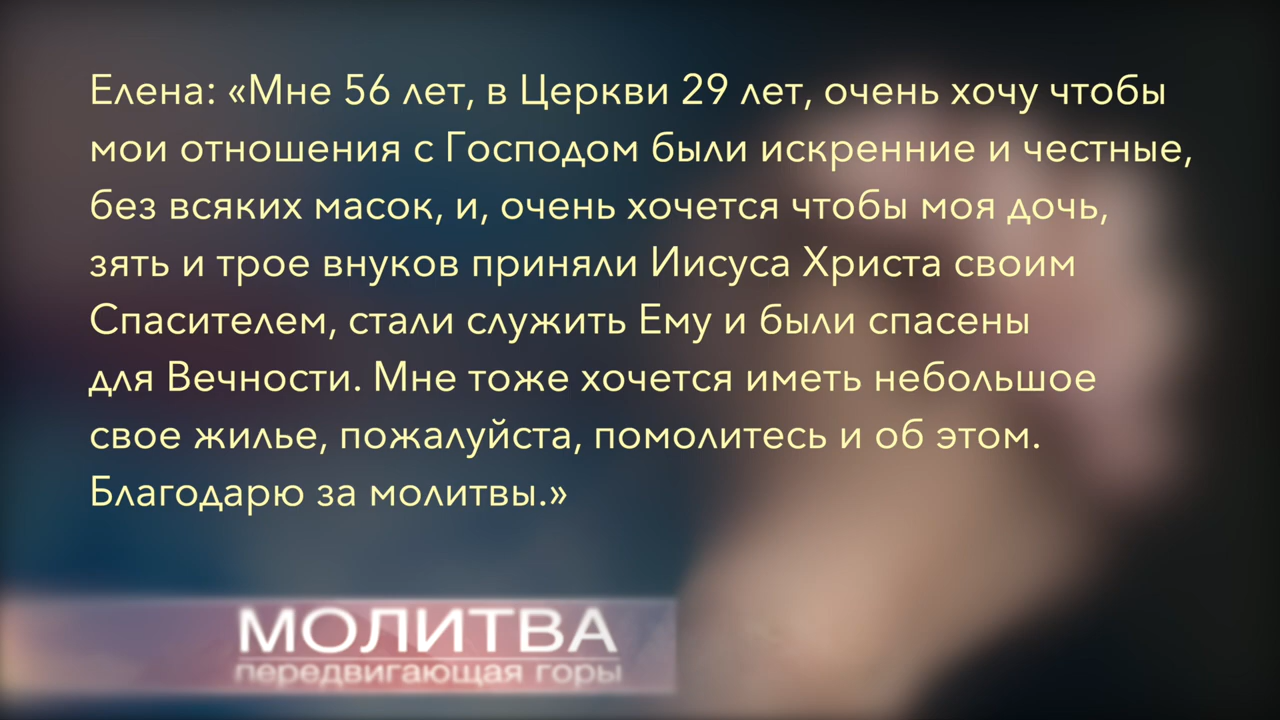 Елена: «Мне 56 лет, в Церкви 29 лет, очень хочу чтобы
мои отношения с Господом были искренние и честные,
без всяких масок, и, очень хочется чтобы моя дочь,
зять и трое внуков приняли Иисуса Христа своим
Спасителем, стали служить Ему и были спасены
для Вечности. Мне тоже хочется иметь небольшое
свое жилье, пожалуйста, помолитесь и об этом.
Благодарю за молитвы.»
МОЛИТВА
передвигающая горы